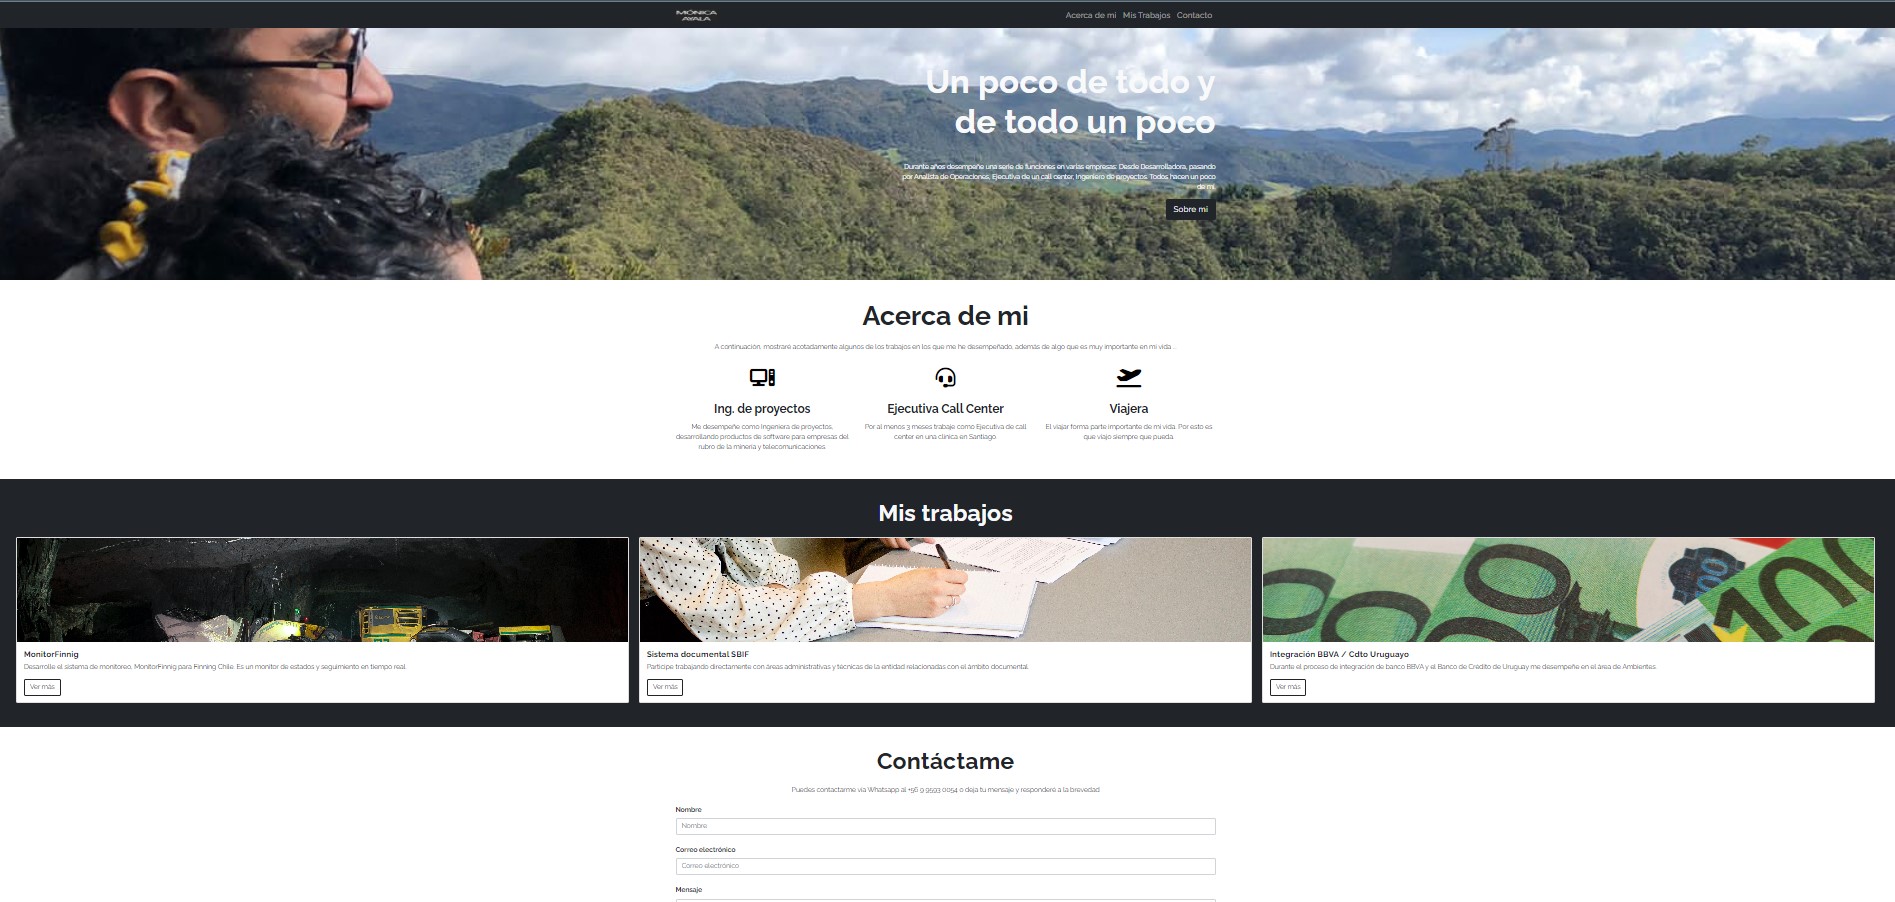 MÓNICA
AYALA
Acerca de mi Mis Trabajos Contacto
Un poco de todo y
de todo un poco
Durante años desempeñe una serie de funciones en varias empresas: Desde Desarrolladora, pasando
por Analista de Operaciones, Ejecutiva de un call center, Ingeniero de proyectos. Todos hacen un poco
de mi.
Sobre mi
Acerca de mi
A continuación, mostraré acotadamente algunos de los trabajos en los que me he desempeñado, además de algo que es muy importante en mi vida ...
Ing. de proyectos
Me desempeñe como Ingeniera de proyectos,
desarrollando productos de software para empresas del
rubro de la minería y telecomunicaciones.
Ejecutiva Call Center
Por al menos 3 meses trabaje como Ejecutiva de call
center en una clínica en Santiago.
Viajera
El viajar forma parte importante de mi vida. Por esto es
que viajo siempre que pueda.
Mis trabajos
MonitorFinnig
Desarrolle el sistema de monitoreo, MonitorFinnig para Finning Chile. Es un monitor de estados y seguimiento en tiempo real.
Ver más
Sistema documental SBIF
Participe trabajando directamente con áreas administrativas y técnicas de la entidad relacionadas con el ámbito documental.
Ver más
100
100
Integración BBVA / Cdto Uruguayo
Durante el proceso de integración de banco BBVA y el Banco de Crédito de Uruguay me desempeñe en el área de Ambientes.
Ver más
Contáctame
Puedes contactarme vía Whatsapp al +56 9 9593 0054 o deja tu mensaje y responderé a la brevedad
Nombre
Nombre
Correo electrónico
Correo electrónico
Mensaje